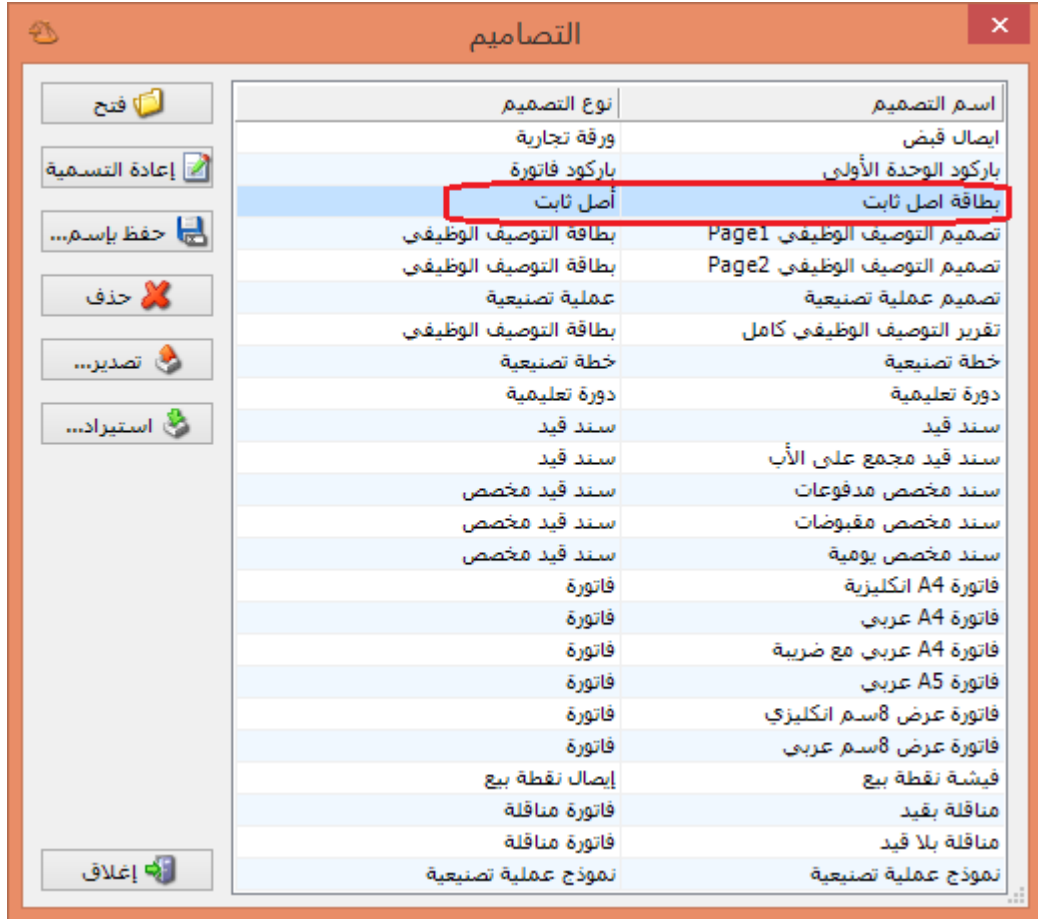 التصاميم
اسم التصميم نوع التصميم
ايصال قبض ورقة تجارية
باركود الوحدة الأولى باركود فاتورة
بطاقة اصل ثابت أصل ثابت
تصميم التوصيف الوظيفي Page1 بطاقة التوصيف الوظيفي
تصميم التوصيف الوظيفي Page2 بطاقة التوصيف الوظيفي
تصميم عملية تصنيعية عملية تصنيعية
تقرير التوصيف الوظيفي كامل بطاقة التوصيف الوظيفي
خطة تصنيعية خطة تصنيعية
دورة تعليمية دورة تعليمية
سند قيد سند قيد
سند قيد مجمع على الأب سند قيد
سند مخصص مدفوعات سند قيد مخصص
سند مخصص مقبوضات سند قيد مخصص
سند مخصص يومية سند قيد مخصص
فاتورة A4 انكليزية فاتورة
فاتورة A4 عربي فاتورة
فاتورة A4 عربي مع ضريبة فاتورة
فاتورة A5 عربي فاتورة
فاتورة عرض 8سم انكليزي فاتورة
فاتورة عرض 8سم عربي فاتورة
فيشة نقطة بيع إيصال نقطة بيع
مناقلة بقيد فاتورة مناقلة
مناقلة بلا قيد فاتورة مناقلة
نموذج عملية تصنيعية نموذج عملية تصنيعية
فتح
إعادة التسمية
حفظ بإسم...
حذف
تصدير...
استيراد...
إغلاق